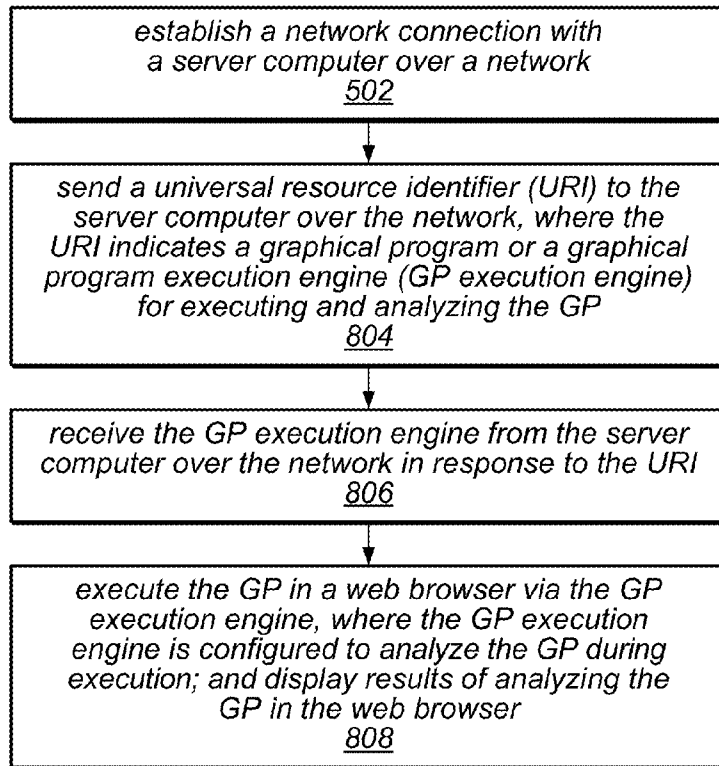 establish a network connection with
a server computer over a network
502
send a universal resource identifier (URI) to the
server computer over the network, where the
URI indicates a graphical program or a graphical
program execution engine (GP execution engine)
for executing and analyzing the GP
804
receive the GP execution engine from the server
computer over the network in response to the URI
806
execute the GP in a web browser via the GP
execution engine, where the GP execution
engine is configured to analyze the GP during
execution; and display results of analyzing the
GP in the web browser
808